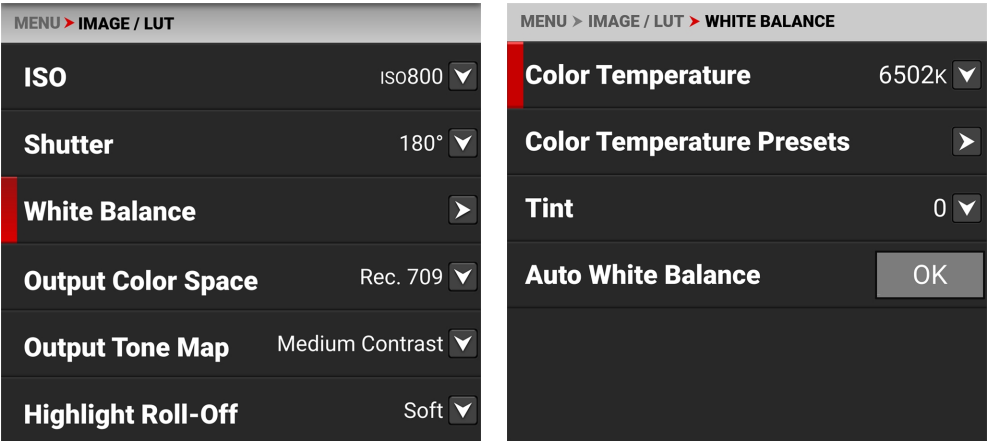 MENU > IMAGE / LUT
ISO ISO800
Shutter 180°
White Balance
Output Color Space Rec. 709
Output Tone Map Medium Contrast
Highlight Roll-Off Soft
MENU > IMAGE / LUT > WHITE BALANCE
Color Temperature 6502K
Color Temperature Presets
Tint 0
Auto White Balance OK